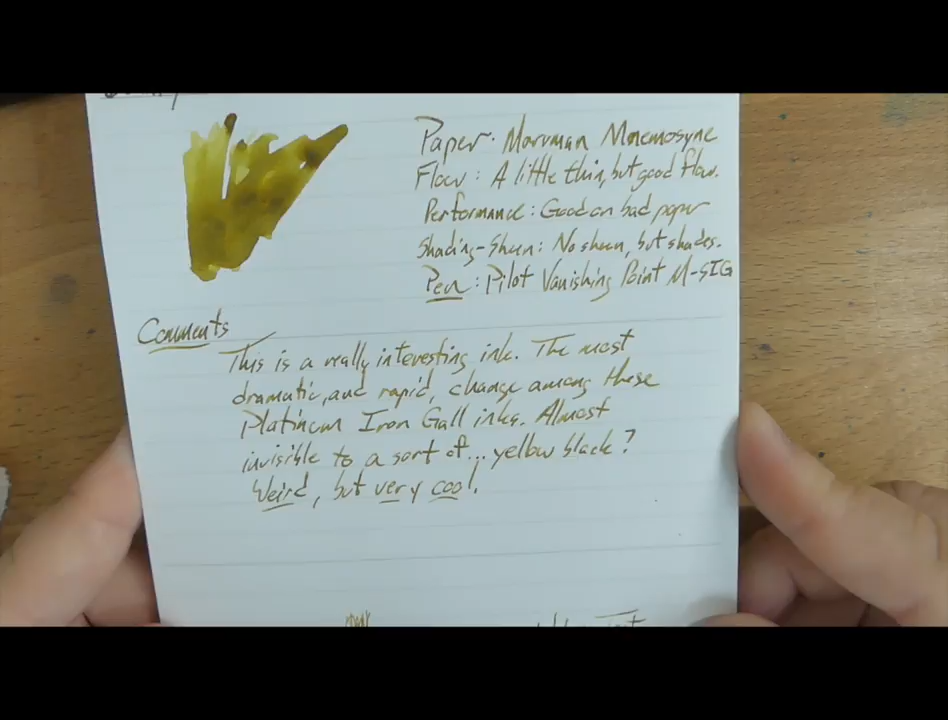 Paper: Maruman Mnemosyne
Flow: A little thin, but good flow.
Performance: Good on bad paper
Shading-Sheen: No sheen, but shades.
Pen: Pilot Vanishing Point M-SIG
Comments
This is a really interesting ink. The most
dramatic, and rapid, change among these
Platinum Iron Gall inks. Almost
invisible to a sort of... yellow black?
Weird, but very cool.